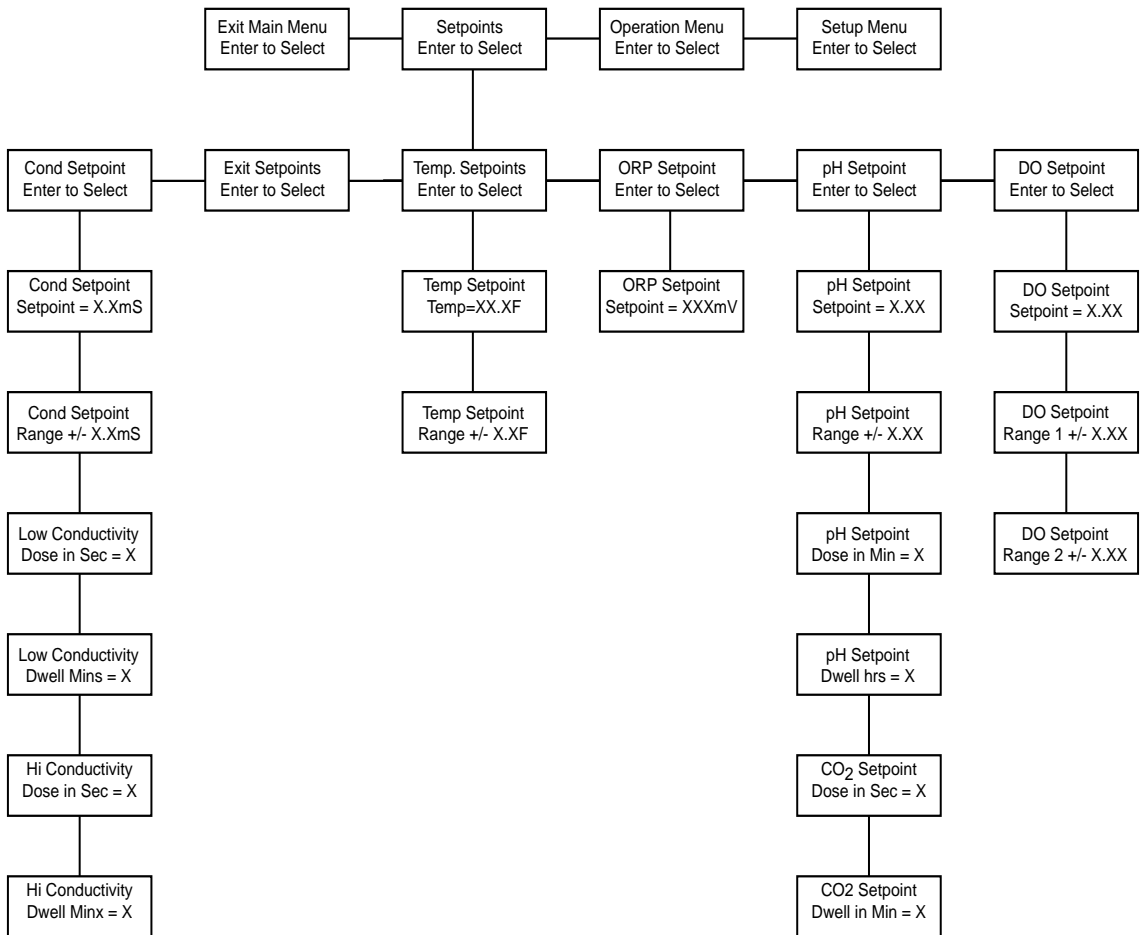 Exit Main Menu
Enter to Select
Setpoints
Enter to Select
Operation Menu
Enter to Select
Setup Menu
Enter to Select
Cond Setpoint
Enter to Select
Exit Setpoints
Enter to Select
Temp. Setpoints
Enter to Select
ORP Setpoint
Enter to Select
pH Setpoint
Enter to Select
DO Setpoint
Enter to Select
Cond Setpoint
Setpoint = X.XmS
Temp Setpoint
Temp=XX.XF
ORP Setpoint
Setpoint = XXXmV
pH Setpoint
Setpoint = X.XX
DO Setpoint
Setpoint = X.XX
Cond Setpoint
Range +/- X.XmS
Temp Setpoint
Range +/- X.XF
pH Setpoint
Range +/- X.XX
DO Setpoint
Range 1 +/- X.XX
Low Conductivity
Dose in Sec = X
pH Setpoint
Dose in Min = X
DO Setpoint
Range 2 +/- X.XX
Low Conductivity
Dwell Mins = X
pH Setpoint
Dwell hrs = X
Hi Conductivity
Dose in Sec = X
CO2 Setpoint
Dose in Sec = X
Hi Conductivity
Dwell Minx = X
CO2 Setpoint
Dwell in Min = X